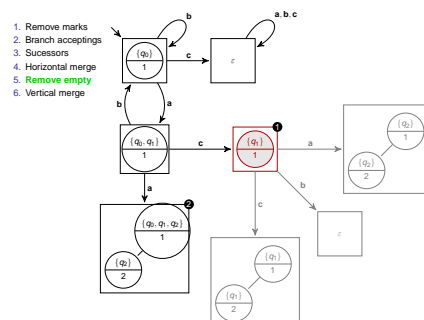 1. Remove marks
2. Branch acceptings
3. Sucessors
4. Horizontal merge
5. Remove empty
6. Vertical merge
b
a, b, c
{q₀}
1
c
ε
b
a
{q₀, q₁}
1
c
❶
{q₁}
1
a
{q₂}
1
{q₂}
2
a
b
c
❷
{q₀, q₁, q₂}
1
{q₂}
2
ε
{q₁}
1
{q₁}
2